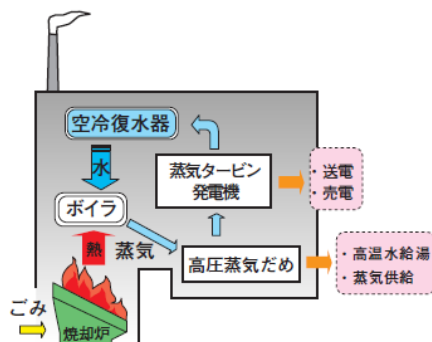 空冷復水器
水
ボイラ
熱
蒸気
ごみ
焼却炉
蒸気タービン
発電機
高圧蒸気だめ
・送電
・売電
・高温水給湯
・蒸気供給